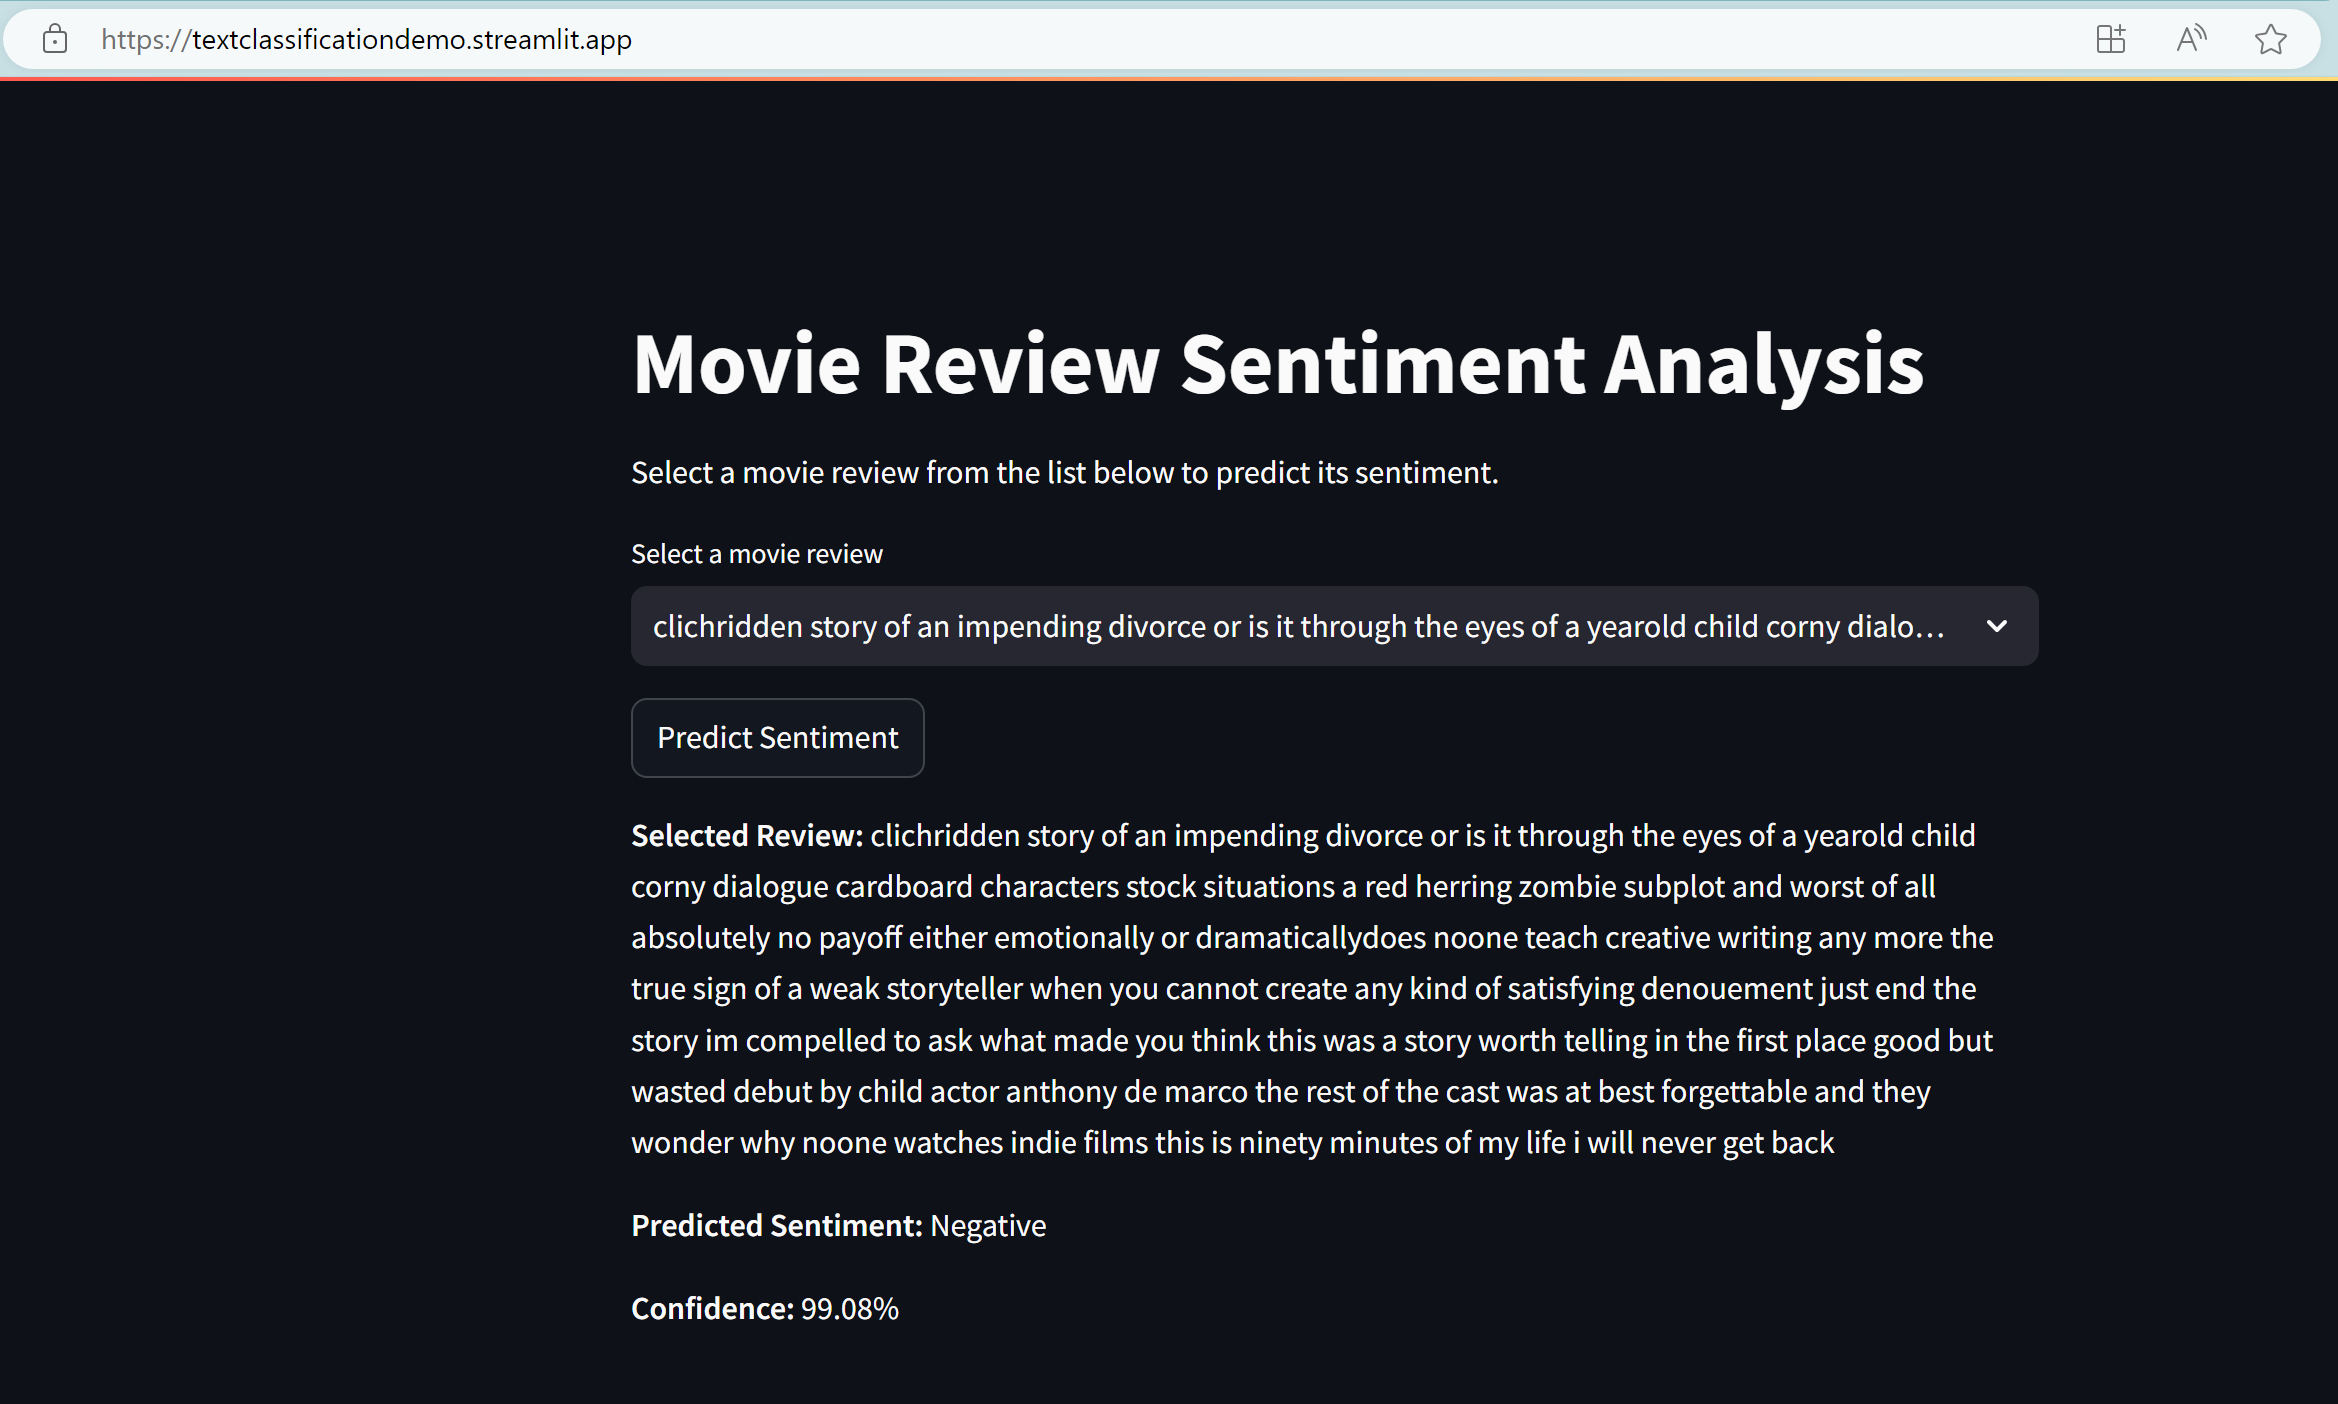 https://textclassificationdemo.streamlit.app
Movie Review Sentiment Analysis
Select a movie review from the list below to predict its sentiment.
Select a movie review
clichridden story of an impending divorce or is it through the eyes of a yearold child corny dialo…
Predict Sentiment
Selected Review: clichridden story of an impending divorce or is it through the eyes of a yearold child
corny dialogue cardboard characters stock situations a red herring zombie subplot and worst of all
absolutely no payoff either emotionally or dramaticallydoes noone teach creative writing any more the
true sign of a weak storyteller when you cannot create any kind of satisfying denouement just end the
story im compelled to ask what made you think this was a story worth telling in the first place good but
wasted debut by child actor anthony de marco the rest of the cast was at best forgettable and they
wonder why noone watches indie films this is ninety minutes of my life i will never get back
Predicted Sentiment: Negative
Confidence: 99.08%